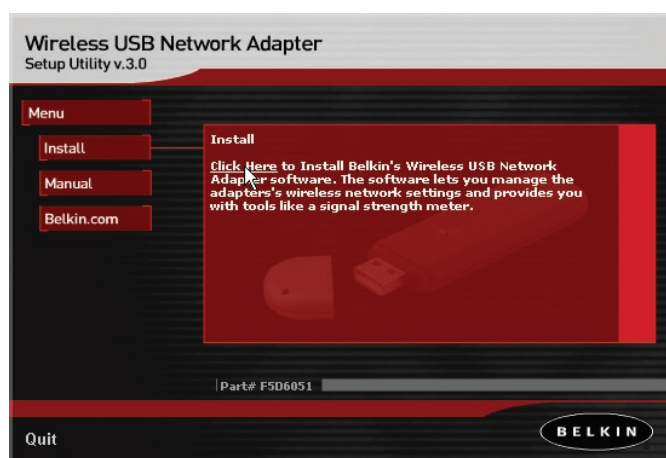 Wireless USB Network Adapter
Setup Utility v.3.0
Menu
Install
Manual
Belkin.com
Install
Click Here to Install Belkin's Wireless USB Network
Adapter software. The software lets you manage the
adapters's wireless network settings and provides you
with tools like a signal strength meter.
Part# F5D6051
Quit
BELKIN